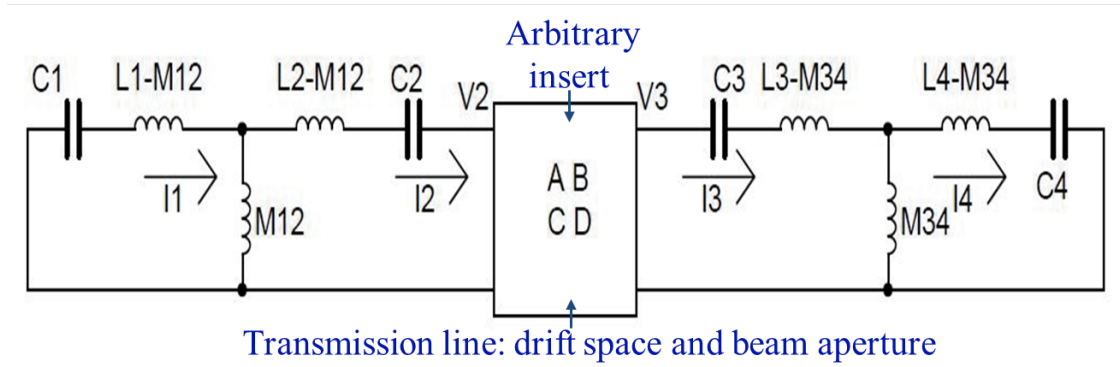 Arbitrary
insert
C1 L1-M12 L2-M12 C2 V2 V3 C3 L3-M34 L4-M34
A B
C D
I1 M12 I2 I3 M34 I4 C4
Transmission line: drift space and beam aperture